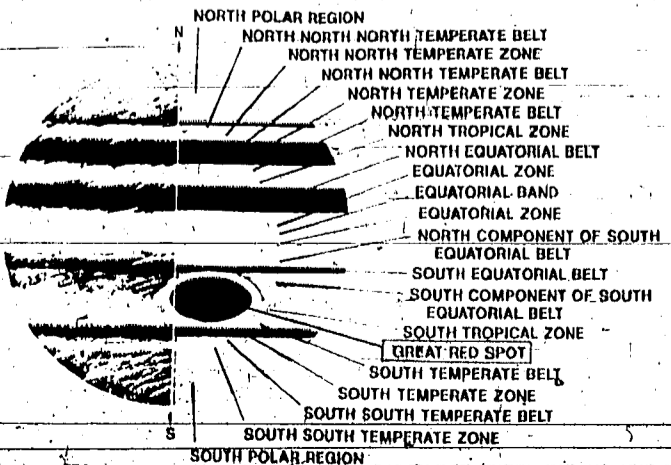 NORTH POLAR REGION
N
NORTH NORTH NORTH TEMPERATE BELT
NORTH NORTH TEMPERATE ZONE
NORTH NORTH TEMPERATE BELT
NORTH TEMPERATE ZONE
NORTH TEMPERATE BELT
NORTH TROPICAL ZONE
NORTH EQUATORIAL BELT
EQUATORIAL ZONE
EQUATORIAL BAND
EQUATORIAL ZONE
NORTH COMPONENT OF SOUTH
EQUATORIAL BELT
SOUTH EQUATORIAL BELT
SOUTH COMPONENT OF SOUTH
EQUATORIAL BELT
SOUTH TROPICAL ZONE
GREAT RED SPOT
SOUTH TEMPERATE BELT
SOUTH TEMPERATE ZONE
SOUTH SOUTH TEMPERATE BELT
S
SOUTH SOUTH TEMPERATE ZONE
SOUTH POLAR REGION